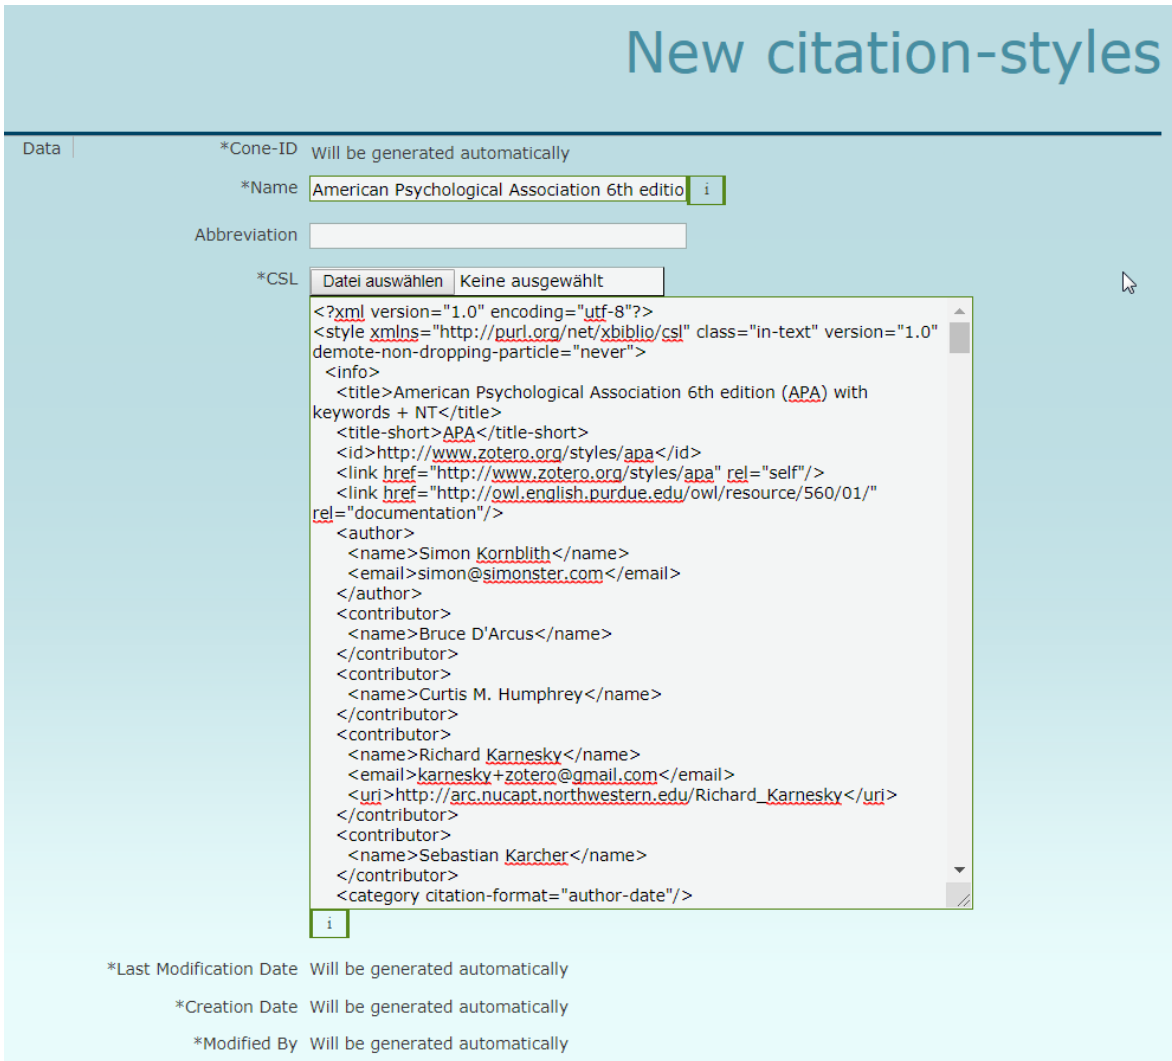 New citation-styles
Data
*Cone-ID Will be generated automatically
*Name American Psychological Association 6th editio i
Abbreviation
*CSL Datei auswählen Keine ausgewählt
<?xml version="1.0" encoding="utf-8"?>
<style xmlns="http://purl.org/net/xbiblio/csl" class="in-text" version="1.0"
demote-non-dropping-particle="never">
<info>
<title>American Psychological Association 6th edition (APA) with
keywords + NT</title>
<title-short>APA</title-short>
<id>http://www.zotero.org/styles/apa</id>
<link href="http://www.zotero.org/styles/apa" rel="self"/>
<link href="http://owl.english.purdue.edu/owl/resource/560/01/"
rel="documentation"/>
<author>
<name>Simon Kornblith</name>
<email>simon@simonster.com</email>
</author>
<contributor>
<name>Bruce D'Arcus</name>
</contributor>
<contributor>
<name>Curtis M. Humphrey</name>
</contributor>
<contributor>
<name>Richard Karnesky</name>
<email>karnesky+zotero@gmail.com</email>
<uri>http://arc.nucapt.northwestern.edu/Richard_Karnesky</uri>
</contributor>
<contributor>
<name>Sebastian Karcher</name>
</contributor>
<category citation-format="author-date"/>
i
*Last Modification Date Will be generated automatically
*Creation Date Will be generated automatically
*Modified By Will be generated automatically